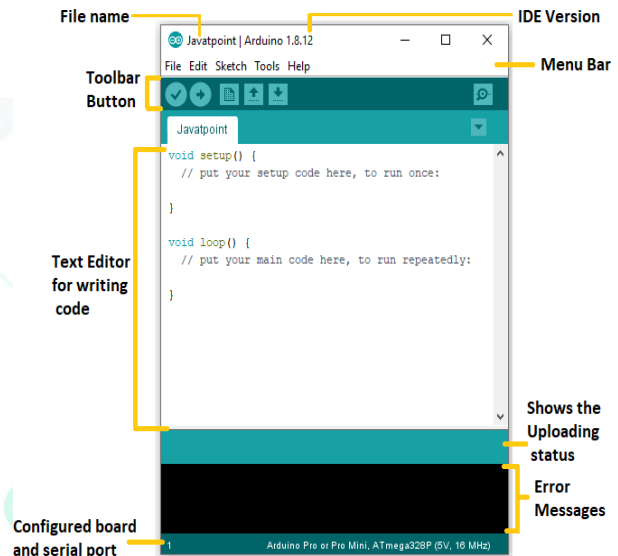 File name
IDE Version
Javatpoint | Arduino 1.8.12
File Edit Sketch Tools Help
Menu Bar
Toolbar
Button
Javatpoint
void setup() {
// put your setup code here, to run once:
}
void loop() {
// put your main code here, to run repeatedly:
}
Text Editor
for writing
code
Shows the
Uploading
status
Error
Messages
Configured board
and serial port
1
Arduino Pro or Pro Mini, ATmega328P (5V, 16 MHz)